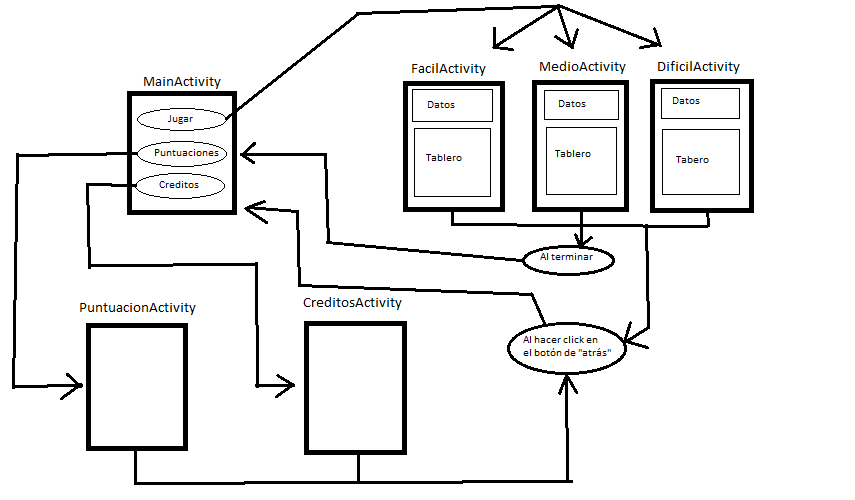 FacilActivity
MedioActivity
DificilActivity
MainActivity
Datos
Datos
Datos
Jugar
Puntuaciones
Creditos
Tablero
Tablero
Tabero
Al terminar
PuntuacionActivity
CreditosActivity
Al hacer click en
el botón de "atrás"